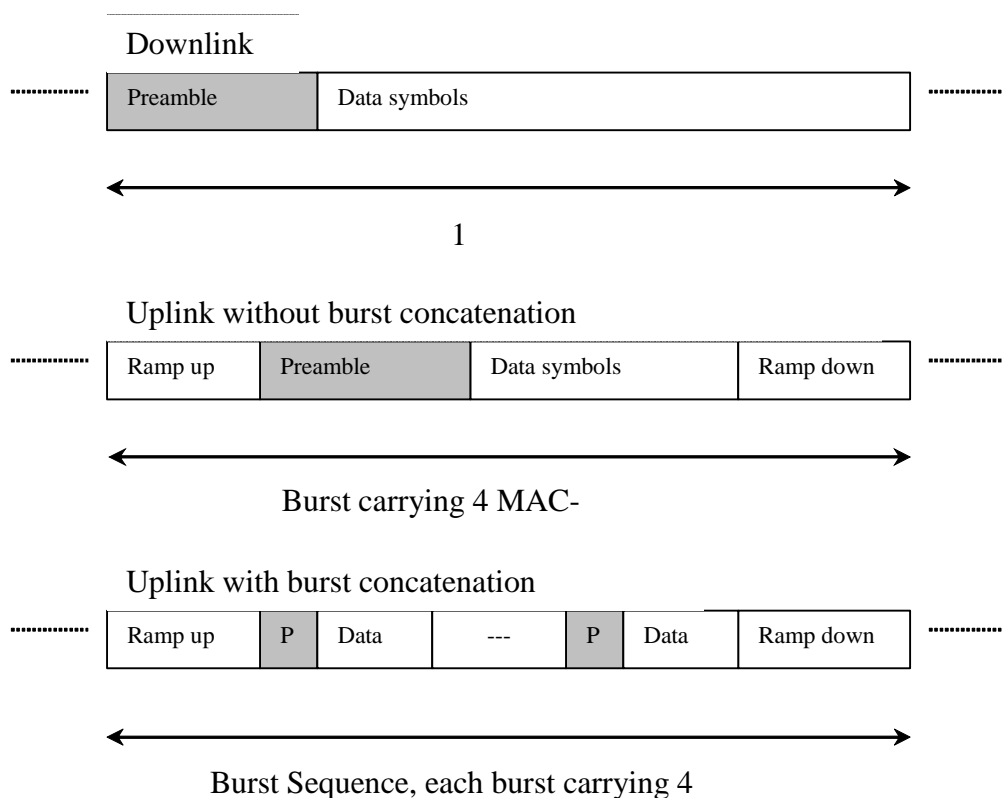 Downlink
Preamble Data symbols
1
Uplink without burst concatenation
Ramp up Preamble Data symbols Ramp down
Burst carrying 4 MAC-
Uplink with burst concatenation
Ramp up P Data --- P Data Ramp down
Burst Sequence, each burst carrying 4